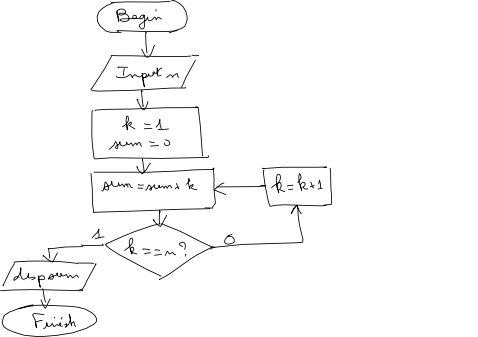 Begin
Input n
k = 1
sum = 0
sum = sum + k
k = k+1
k == n?
1
0
disp sum
Finish